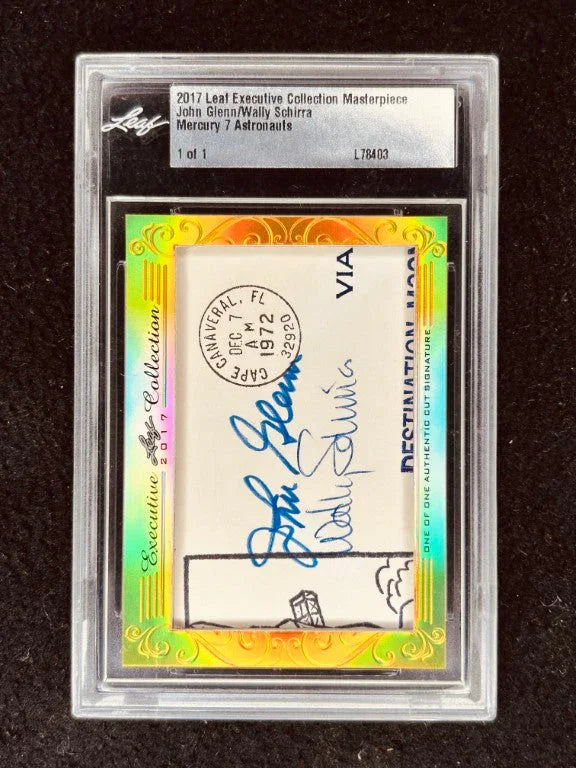 Leaf
2017 Leaf Executive Collection Masterpiece
John Glenn/Wally Schirra
Mercury 7 Astronauts
1 of 1
L78403
Executive Leaf Collection
2017
CAPE CANAVERAL, FL
DEC 7
AM
1972
32920
VIA
DESTINATION MOON
John Glenn
Wally Schirra
ONE OF ONE AUTHENTIC CUT SIGNATURE